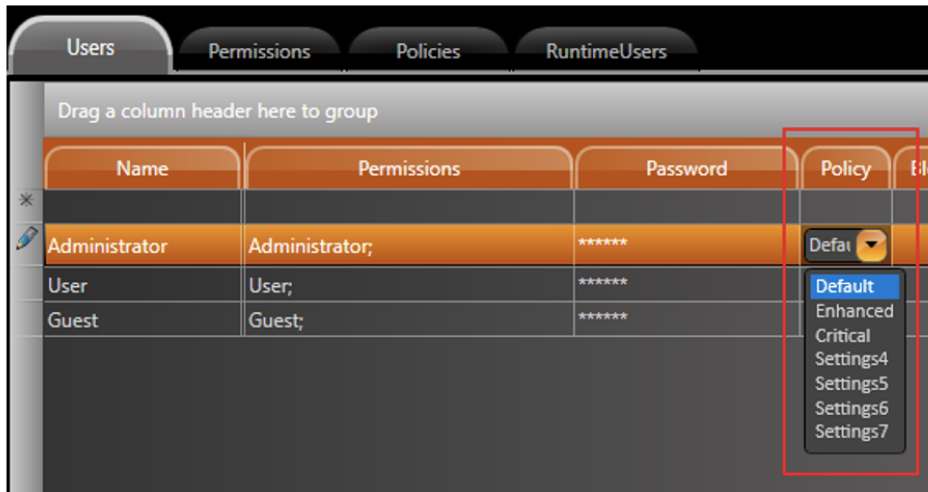 Users Permissions Policies RuntimeUsers
Drag a column header here to group
Name Permissions Password Policy
Administrator Administrator; ****** Defau
User User; ******
Guest Guest; ******
Default
Enhanced
Critical
Settings4
Settings5
Settings6
Settings7